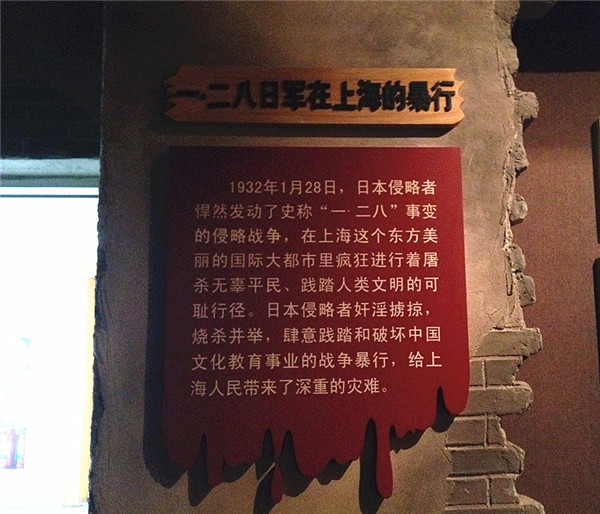 一·二八日军在上海的暴行
1932年1月28日，日本侵略者
悍然发动了史称“一·二八”事变
的侵略战争，在上海这个东方美
丽的国际大都市里疯狂进行着屠
杀无辜平民、践踏人类文明的可
耻行径。日本侵略者奸淫掳掠，
烧杀并举，肆意践踏和破坏中国
文化教育事业的战争暴行，给上
海人民带来了深重的灾难。